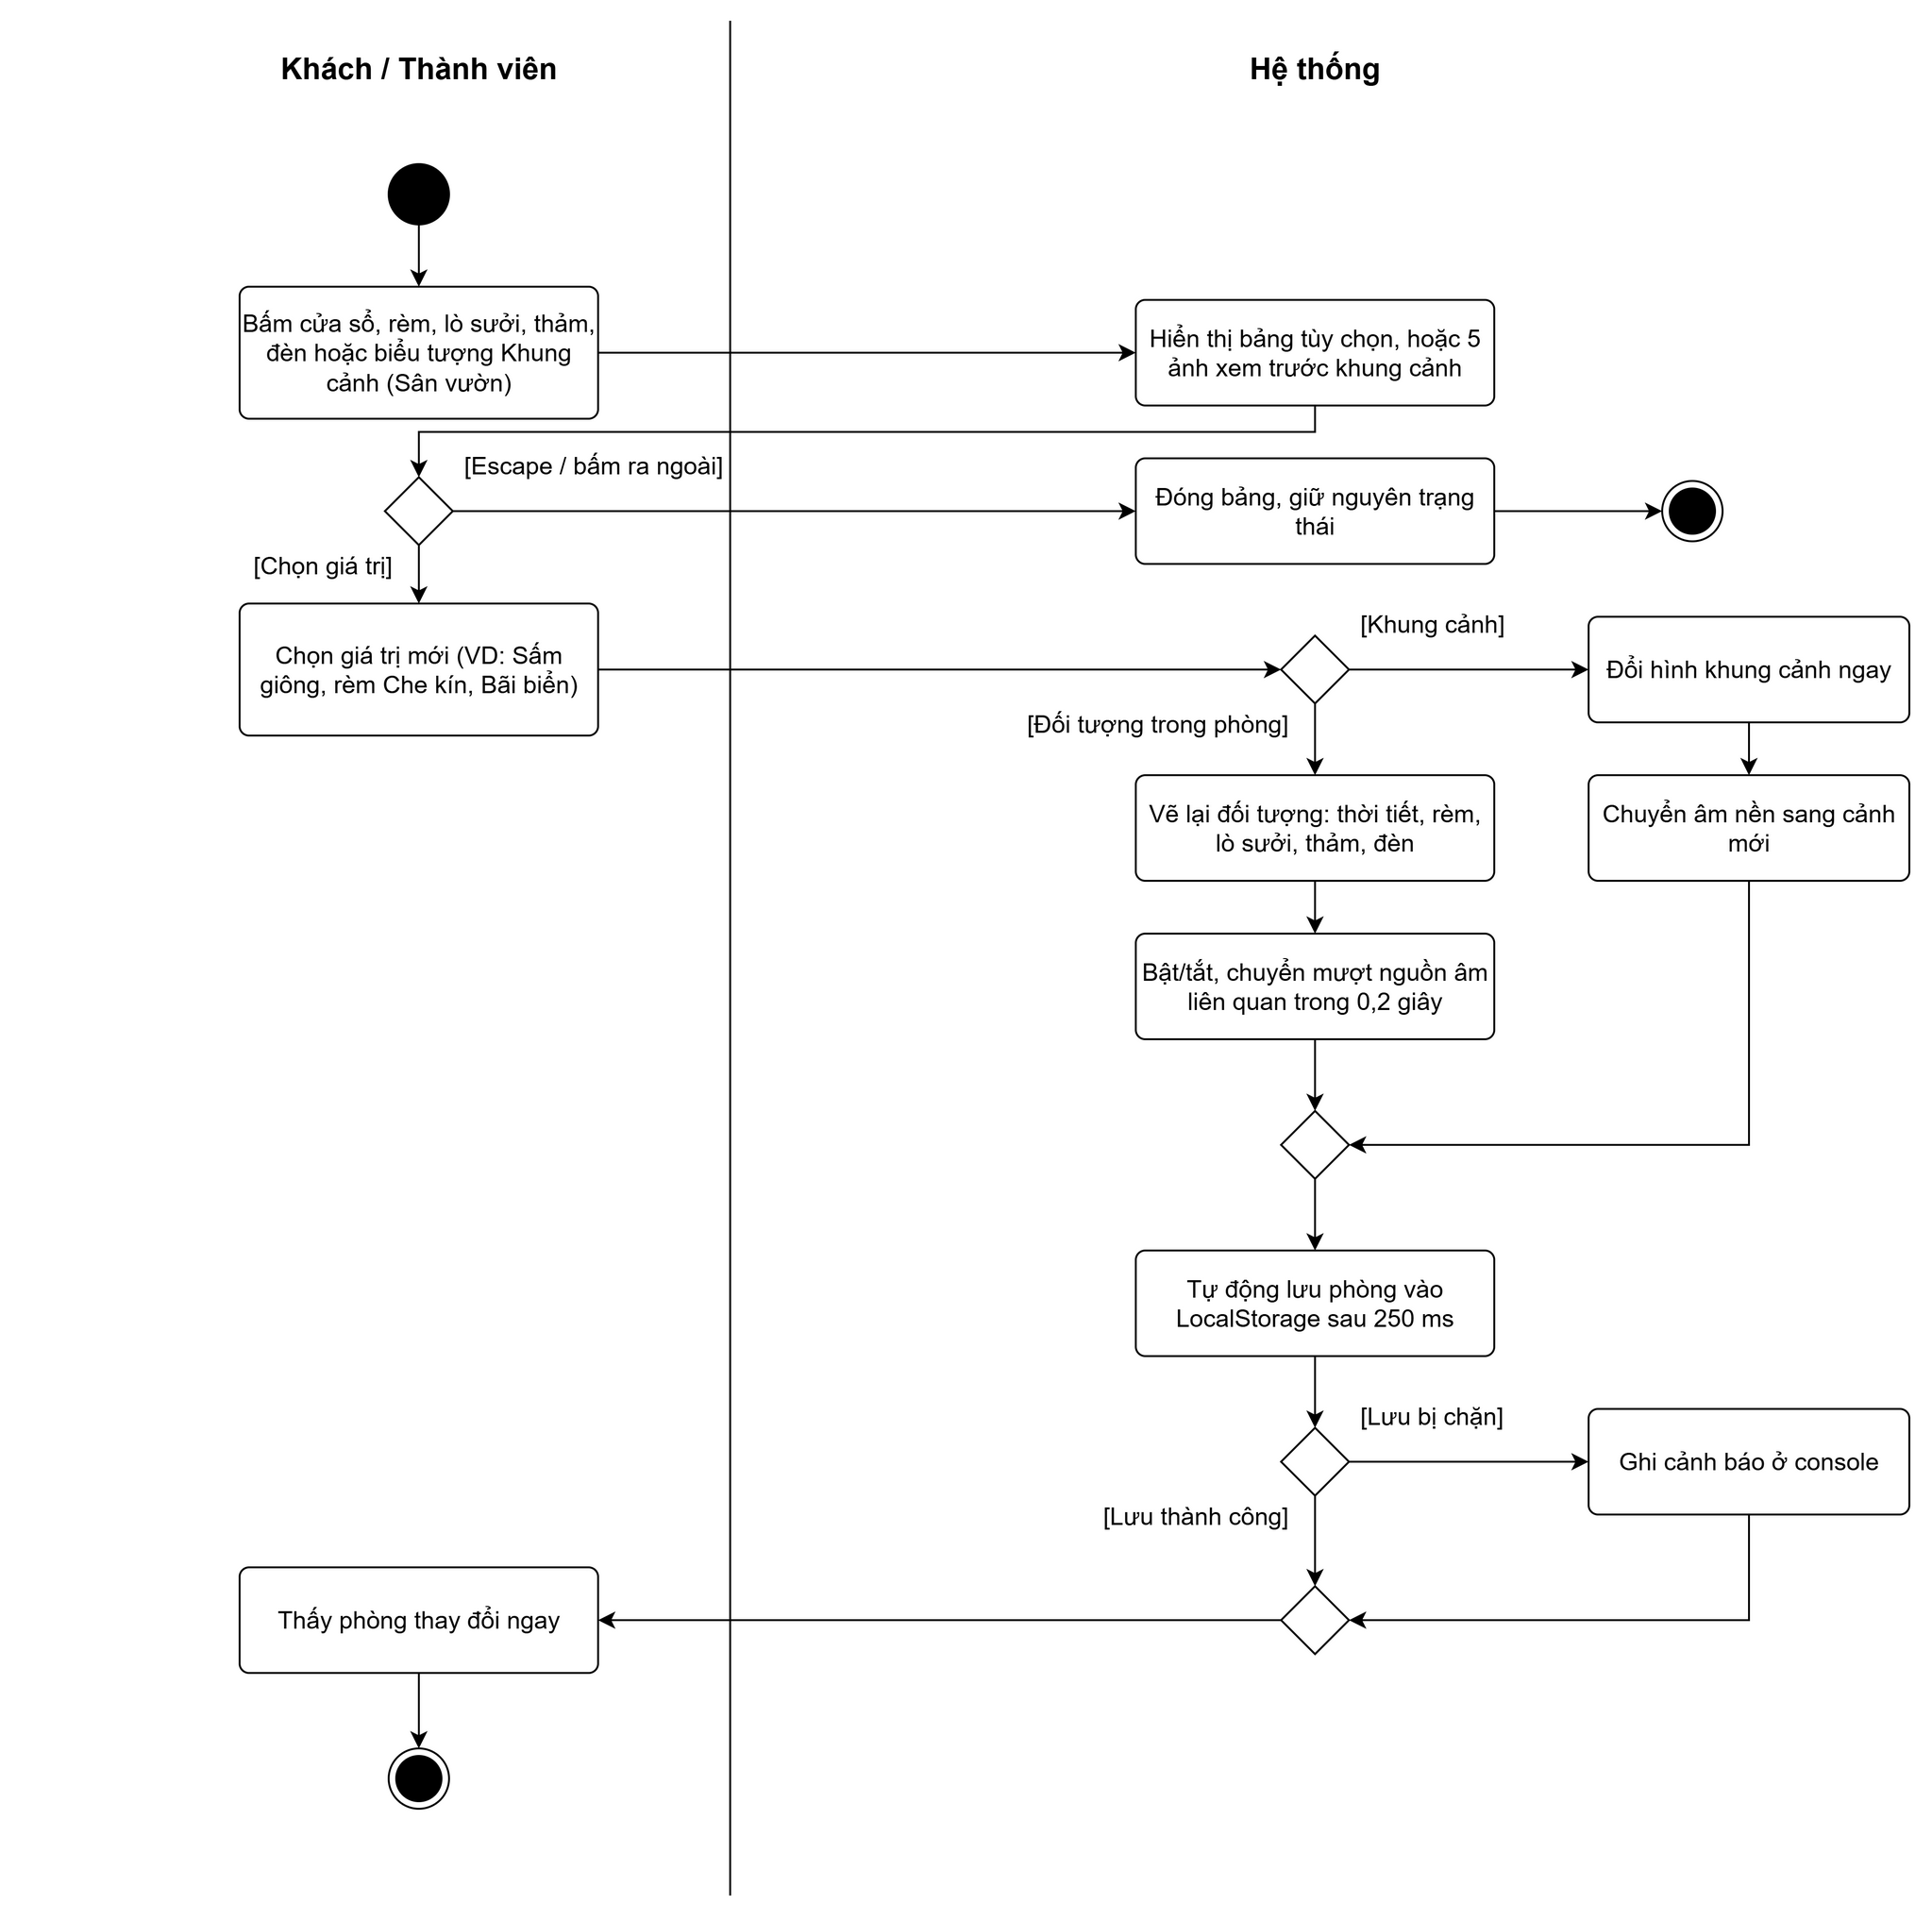 Khách / Thành viên
Hệ thống
Bấm cửa sổ, rèm, lò sưởi, thảm,
đèn hoặc biểu tượng Khung
cảnh (Sân vườn)
Hiển thị bảng tùy chọn, hoặc 5
ảnh xem trước khung cảnh
[Escape / bấm ra ngoài]
Đóng bảng, giữ nguyên trạng
thái
[Chọn giá trị]
Chọn giá trị mới (VD: Sấm
giông, rèm Che kín, Bãi biển)
[Khung cảnh]
Đổi hình khung cảnh ngay
[Đối tượng trong phòng]
Vẽ lại đối tượng: thời tiết, rèm,
lò sưởi, thảm, đèn
Chuyển âm nền sang cảnh
mới
Bật/tắt, chuyển mượt nguồn âm
liên quan trong 0,2 giây
Tự động lưu phòng vào
LocalStorage sau 250 ms
[Lưu bị chặn]
Ghi cảnh báo ở console
[Lưu thành công]
Thấy phòng thay đổi ngay